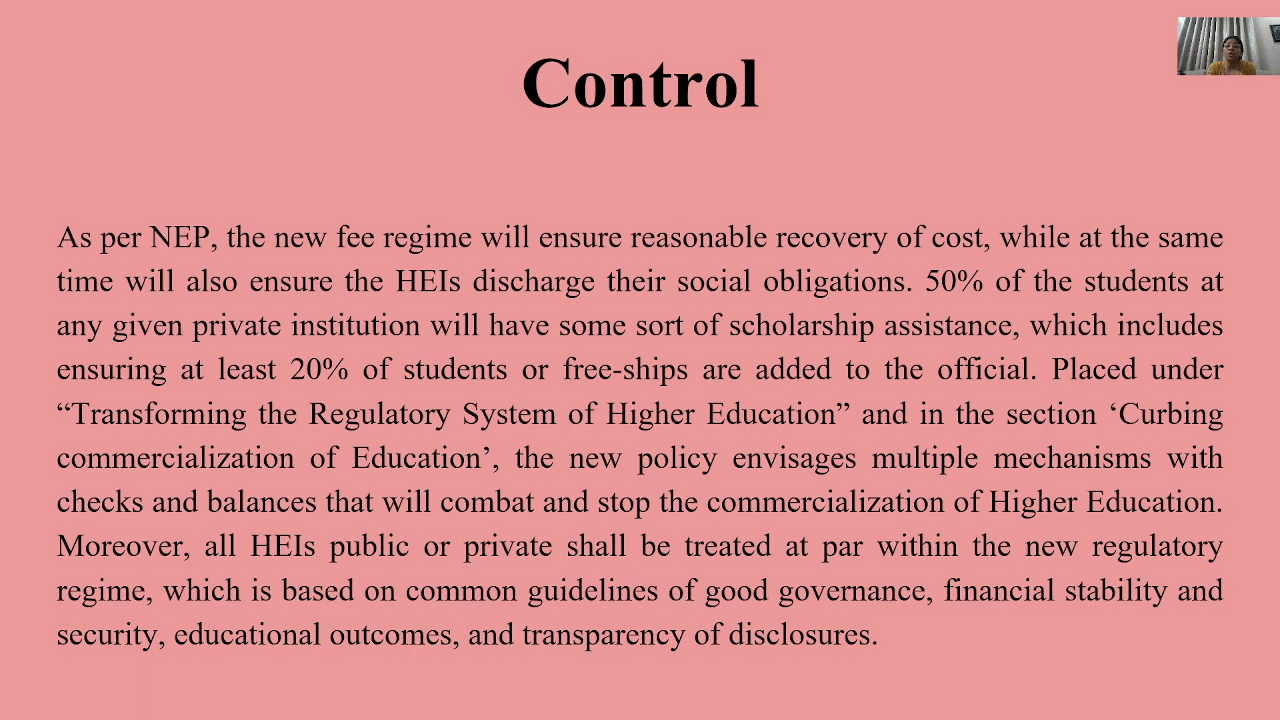 Control
As per NEP, the new fee regime will ensure reasonable recovery of cost, while at the same
time will also ensure the HEIs discharge their social obligations. 50% of the students at
any given private institution will have some sort of scholarship assistance, which includes
ensuring at least 20% of students or free-ships are added to the official. Placed under
“Transforming the Regulatory System of Higher Education” and in the section ‘Curbing
commercialization of Education’, the new policy envisages multiple mechanisms with
checks and balances that will combat and stop the commercialization of Higher Education.
Moreover, all HEIs public or private shall be treated at par within the new regulatory
regime, which is based on common guidelines of good governance, financial stability and
security, educational outcomes, and transparency of disclosures.